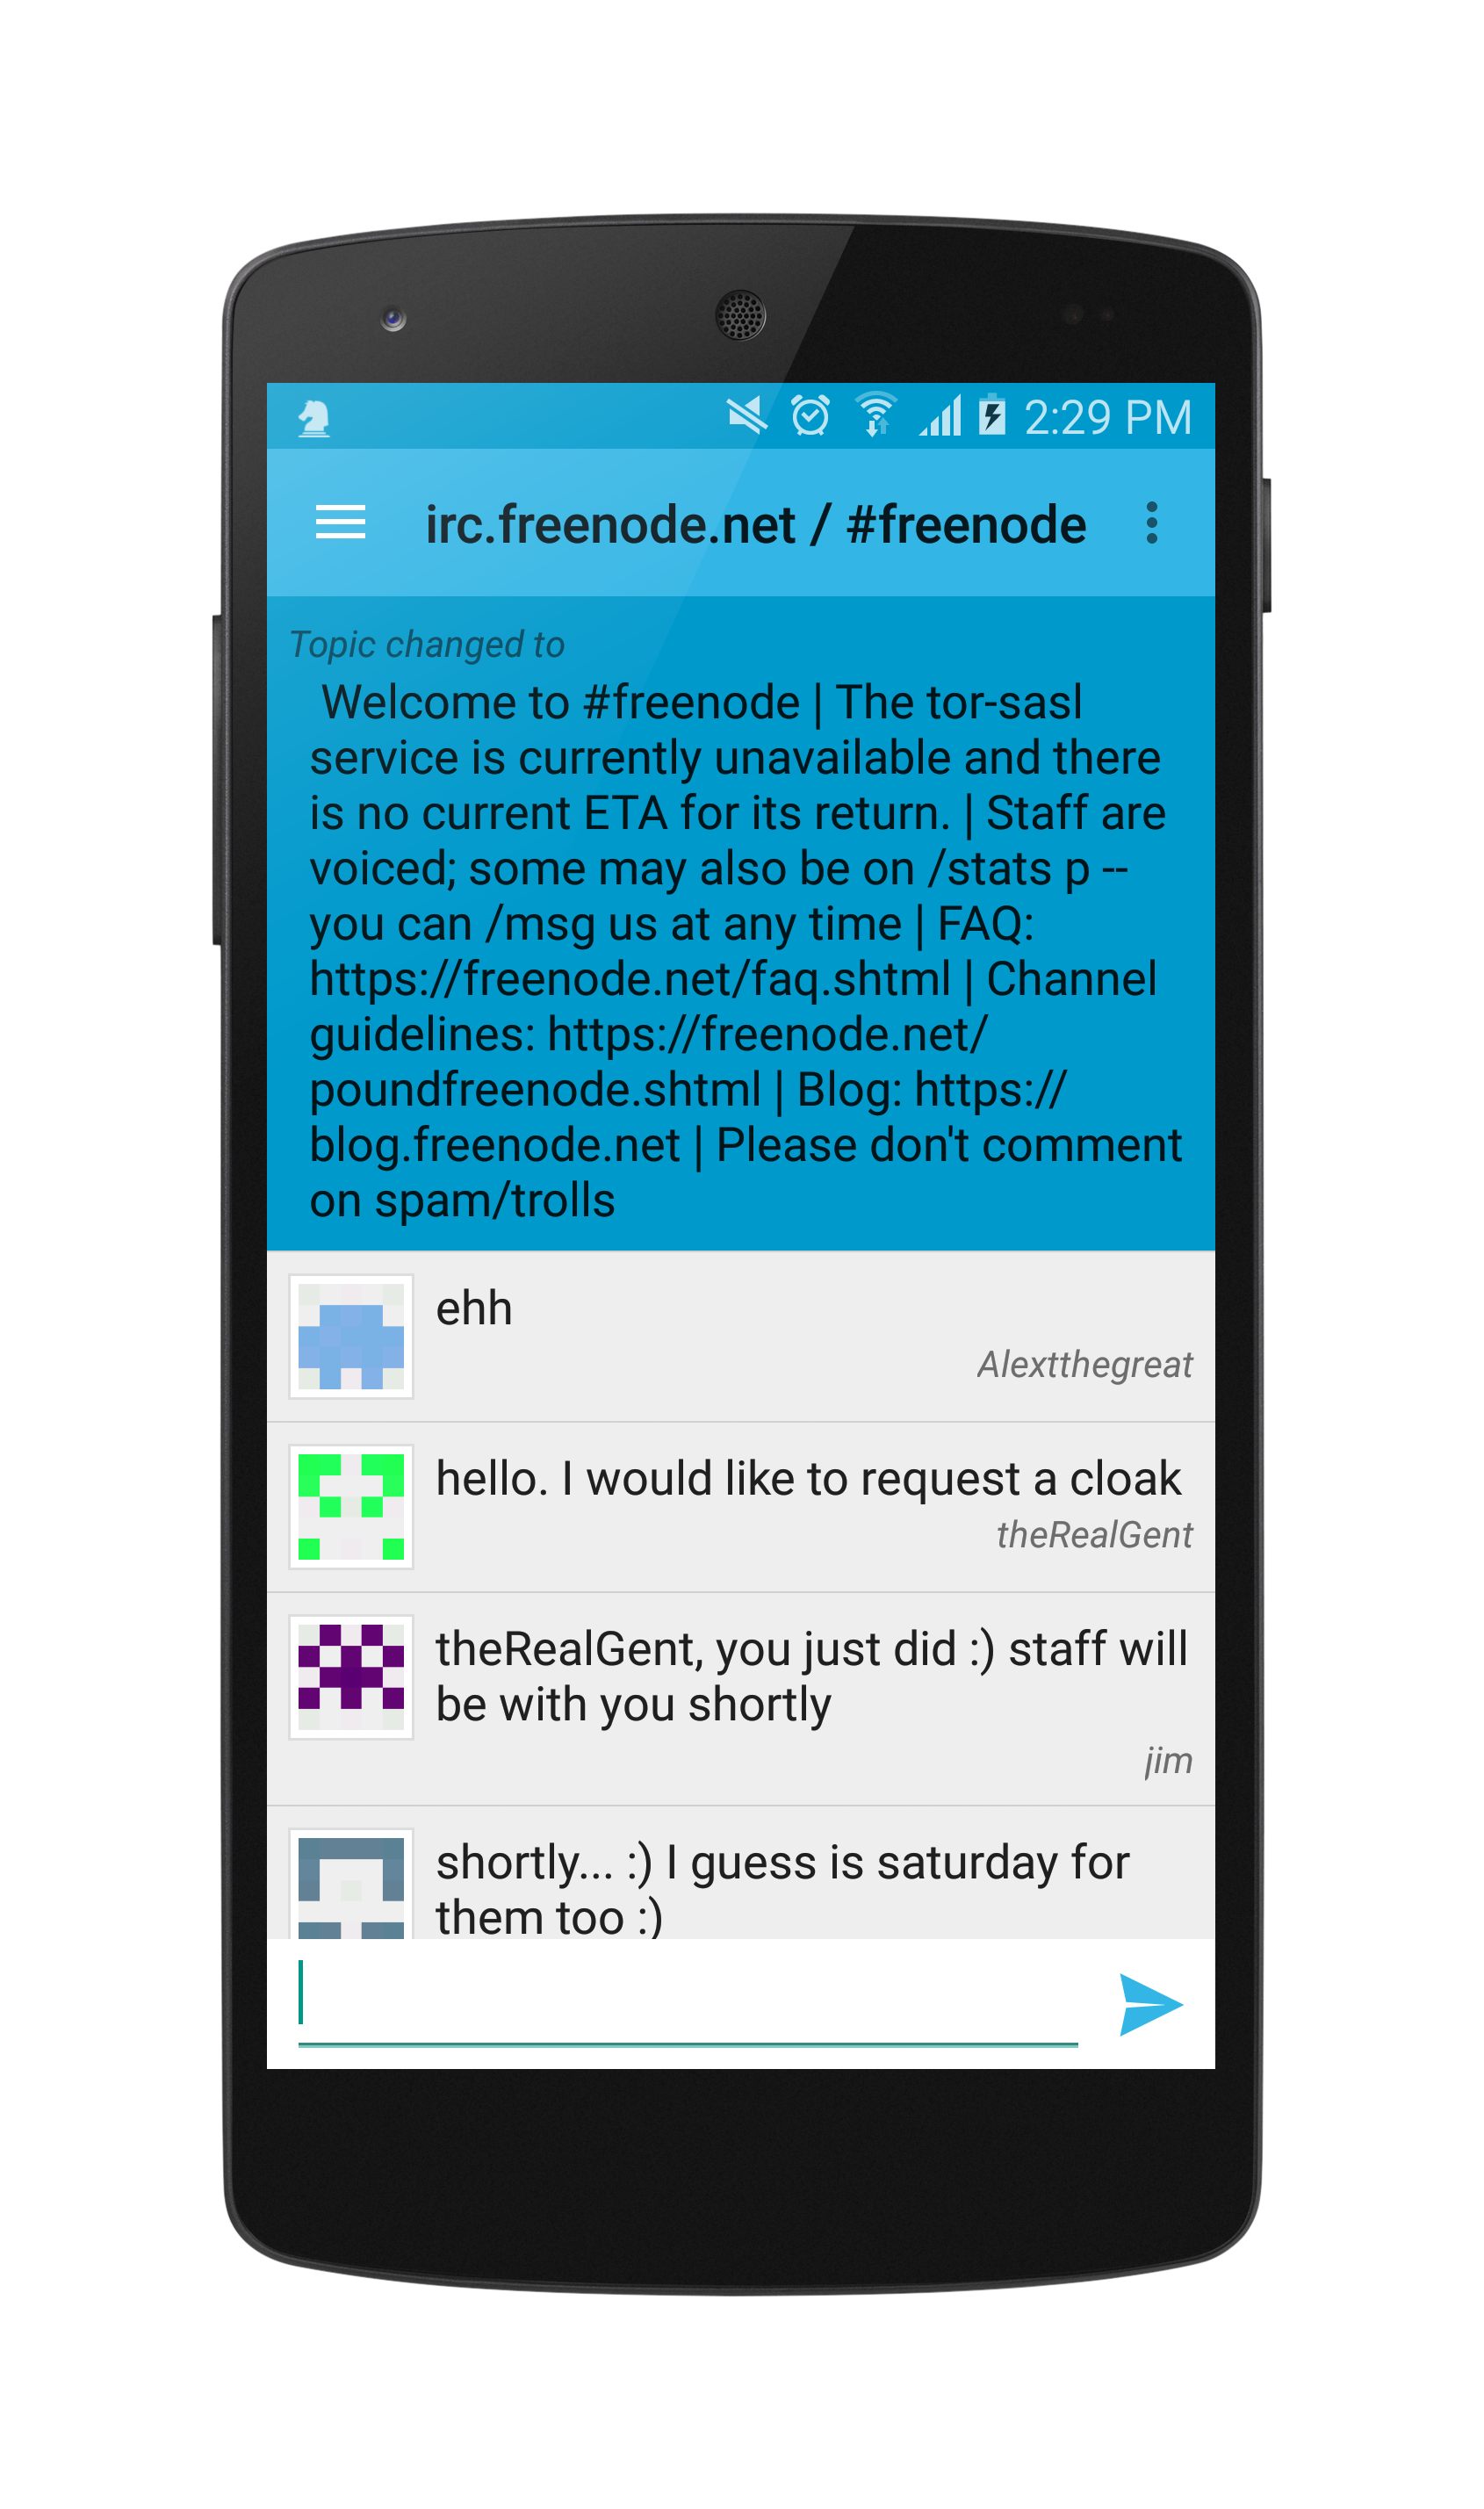 2:29 PM
irc.freenode.net / #freenode
Topic changed to
Welcome to #freenode | The tor-sasl
service is currently unavailable and there
is no current ETA for its return. | Staff are
voiced; some may also be on /stats p --
you can /msg us at any time | FAQ:
https://freenode.net/faq.shtml | Channel
guidelines: https://freenode.net/
poundfreenode.shtml | Blog: https://
blog.freenode.net | Please don't comment
on spam/trolls
ehh
Alextthegreat
hello. I would like to request a cloak
theRealGent
theRealGent, you just did :) staff will
be with you shortly
jim
shortly... :) I guess is saturday for
them too :)